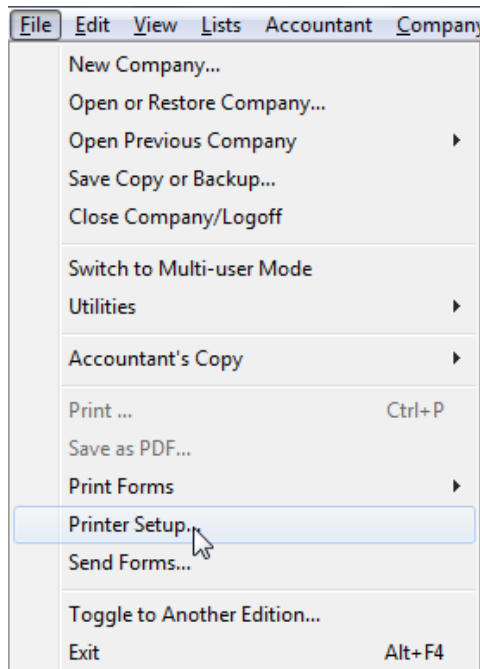 File Edit View Lists Accountant Company
New Company...
Open or Restore Company...
Open Previous Company
Save Copy or Backup...
Close Company/Logoff
Switch to Multi-user Mode
Utilities
Accountant's Copy
Print ... Ctrl+P
Save as PDF...
Print Forms
Printer Setup...
Send Forms...
Toggle to Another Edition...
Exit Alt+F4